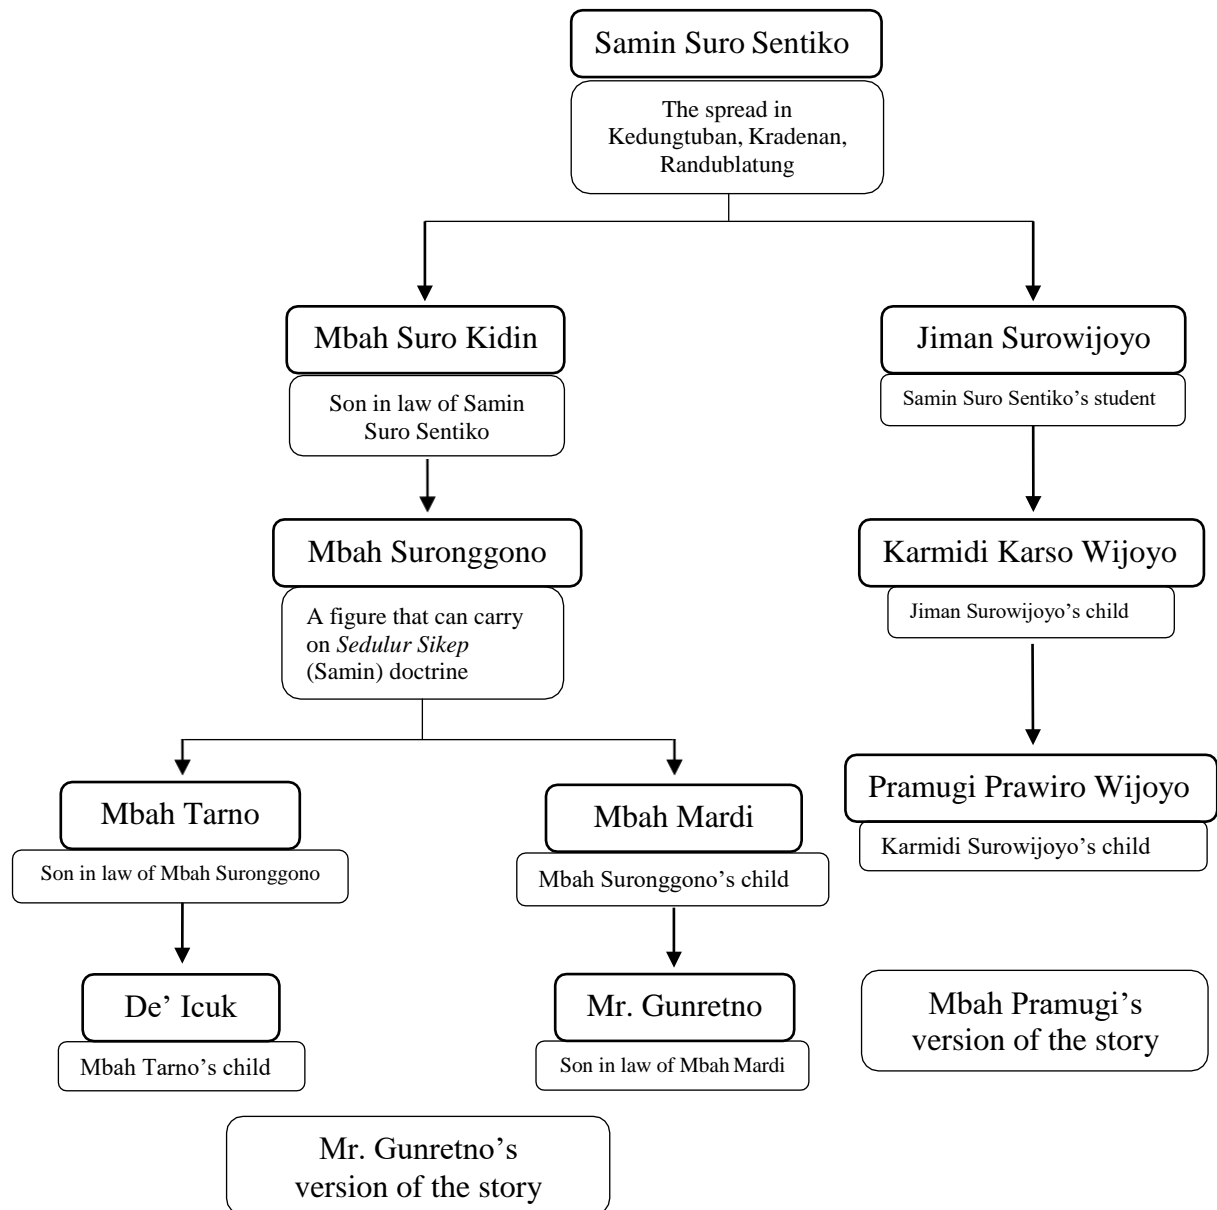 Samin Suro Sentiko
The spread in
Kedungtuban, Kradenan,
Randublatung
Mbah Suro Kidin
Son in law of Samin
Suro Sentiko
Jiman Surowijoyo
Samin Suro Sentiko’s student
Mbah Suronggono
A figure that can carry
on Sedulur Sikep
(Samin) doctrine
Karmidi Karso Wijoyo
Jiman Surowijoyo’s child
Mbah Tarno
Son in law of Mbah Suronggono
Mbah Mardi
Mbah Suronggono’s child
Pramugi Prawiro Wijoyo
Karmidi Surowijoyo’s child
De’ Icuk
Mbah Tarno’s child
Mr. Gunretno
Son in law of Mbah Mardi
Mbah Pramugi’s
version of the story
Mr. Gunretno’s
version of the story